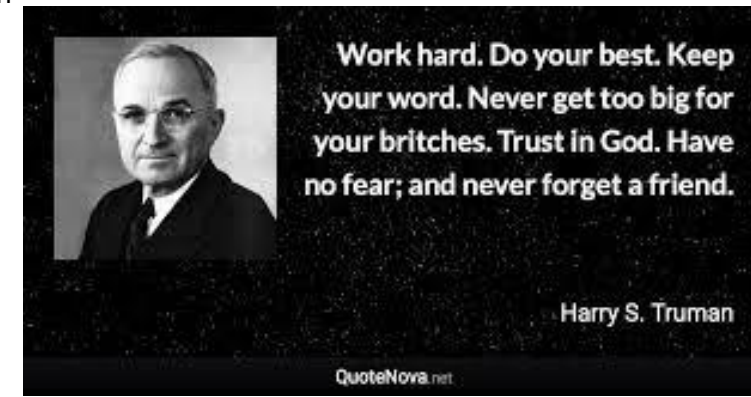 Work hard. Do your best. Keep
your word. Never get too big for
your britches. Trust in God. Have
no fear; and never forget a friend.
Harry S. Truman
QuoteNova.net